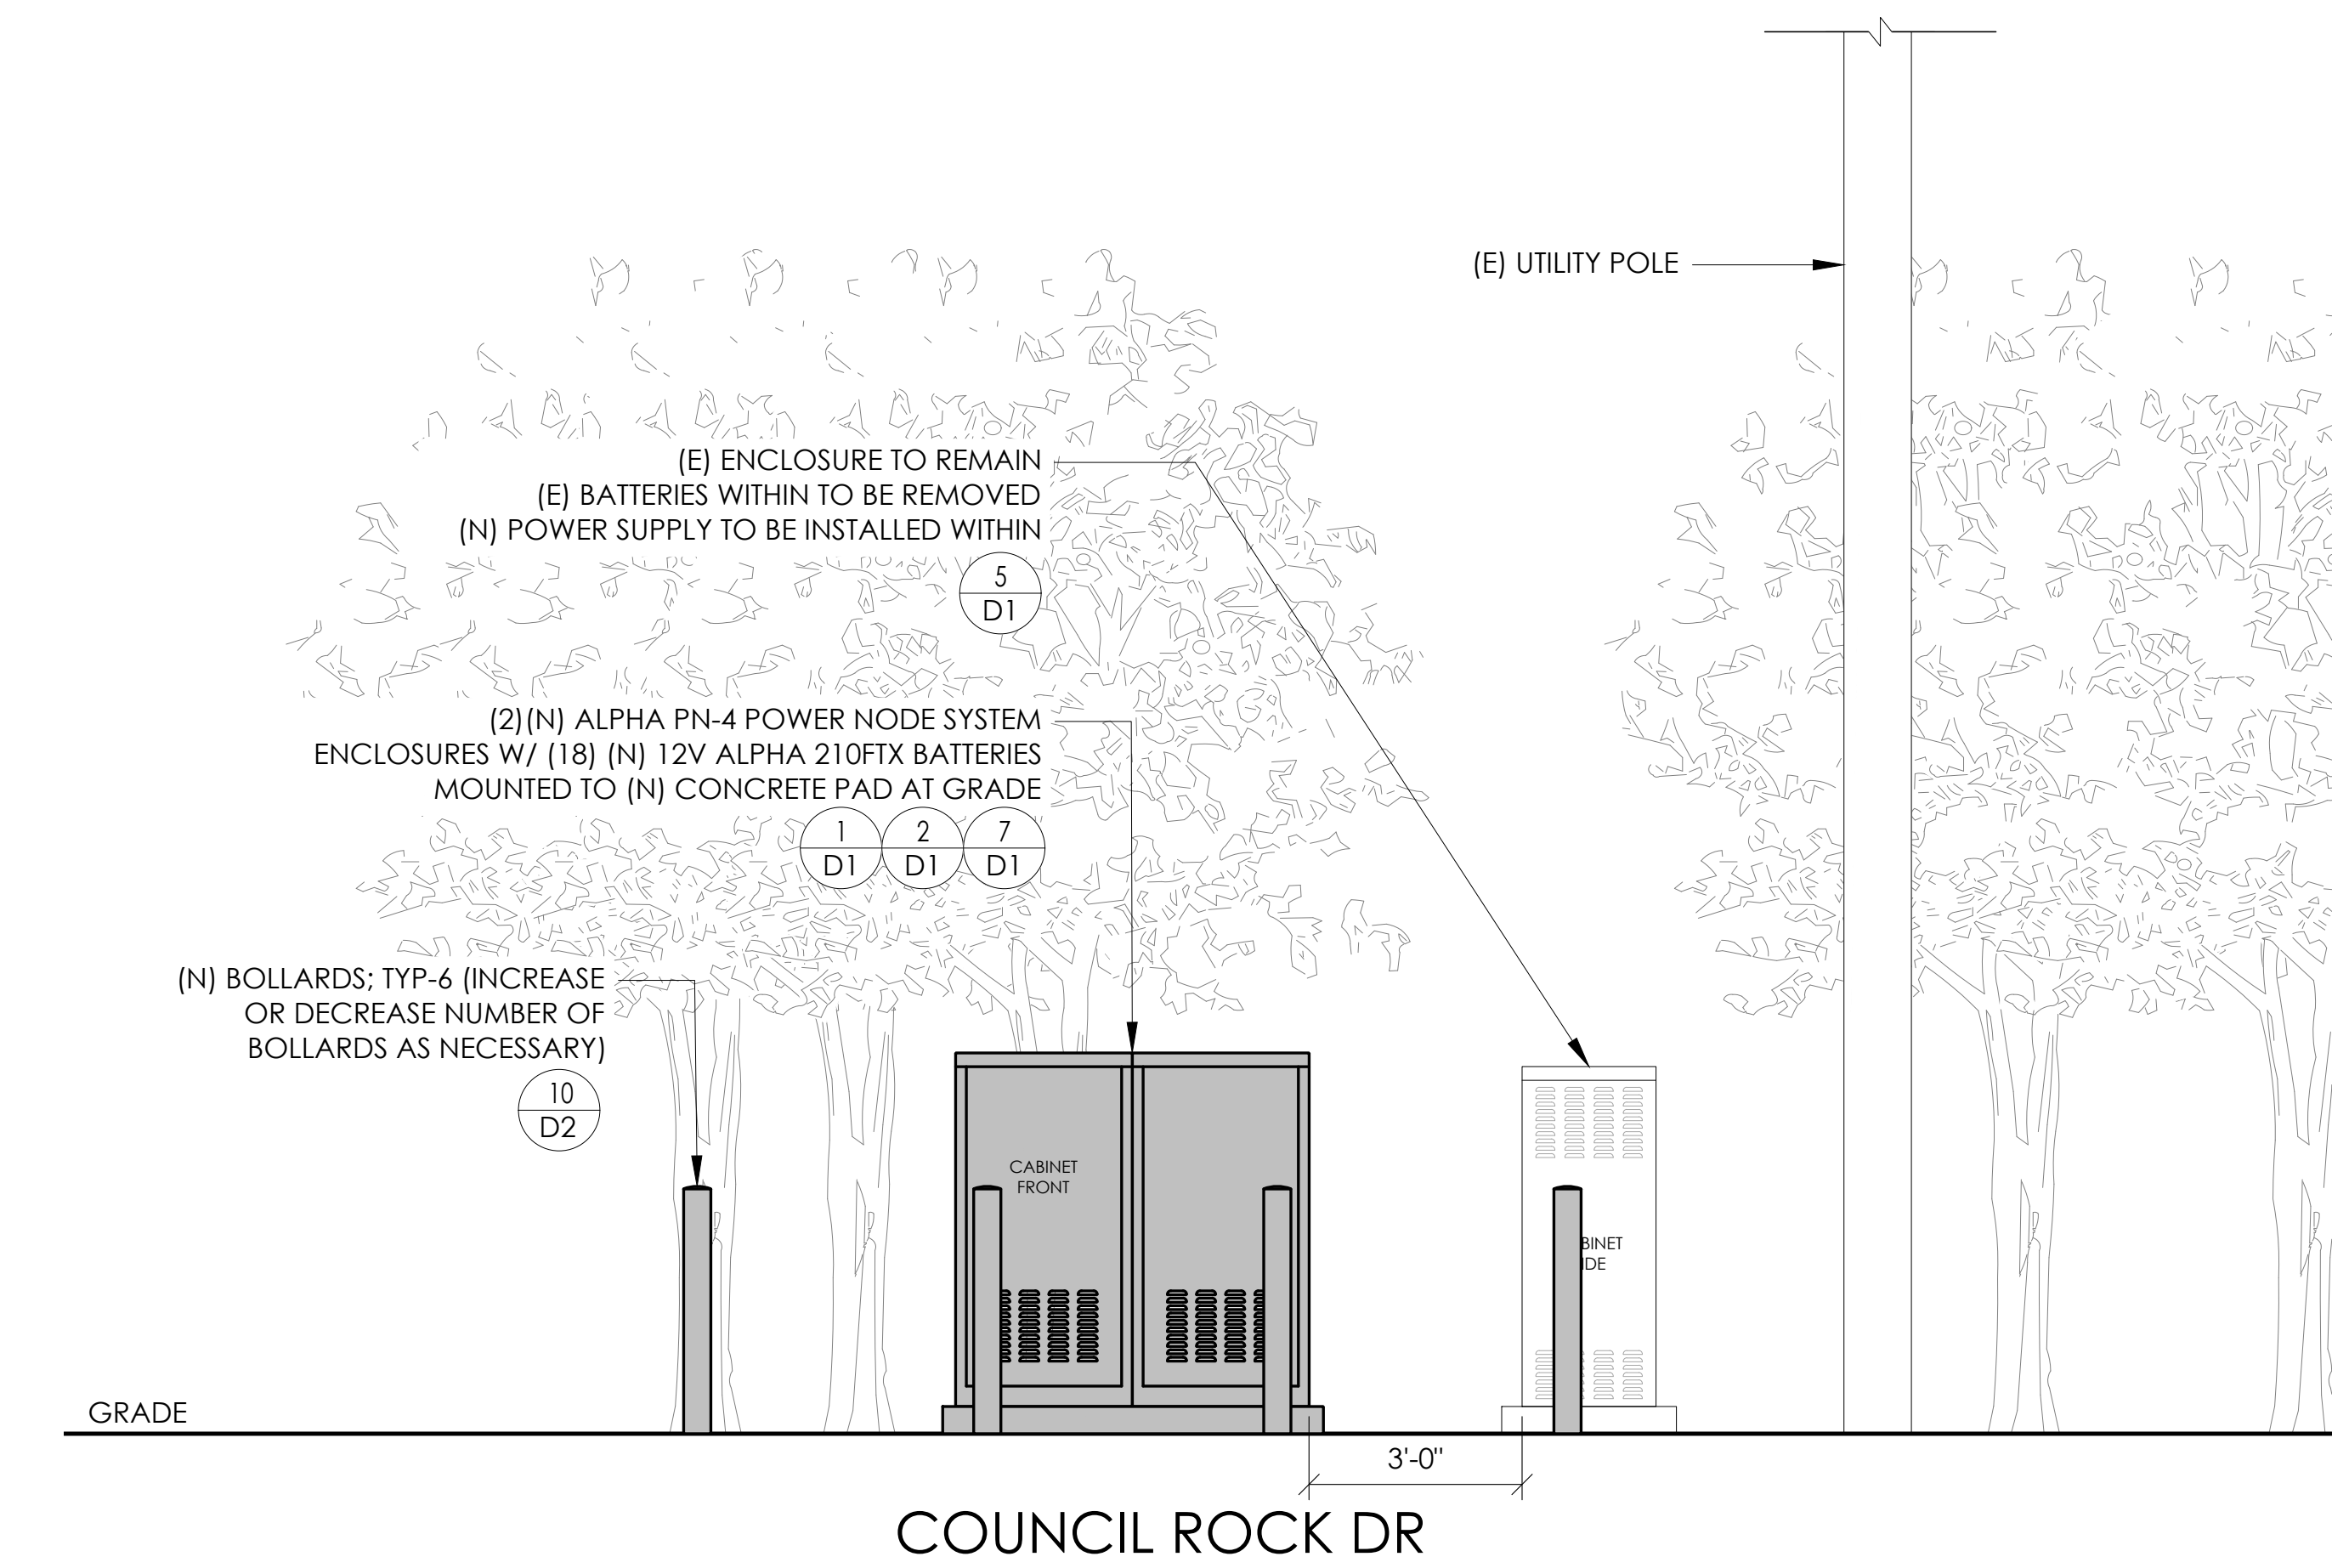 (E) UTILITY POLE
(E) ENCLOSURE TO REMAIN
(E) BATTERIES WITHIN TO BE REMOVED
(N) POWER SUPPLY TO BE INSTALLED WITHIN
5
D1
(2)(N) ALPHA PN-4 POWER NODE SYSTEM
ENCLOSURES W/ (18) (N) 12V ALPHA 210FTX BATTERIES
MOUNTED TO (N) CONCRETE PAD AT GRADE
1 2 7
D1 D1 D1
(N) BOLLARDS; TYP-6 (INCREASE
OR DECREASE NUMBER OF
BOLLARDS AS NECESSARY)
10
D2
CABINET
FRONT
BINET
IDE
GRADE
3'-0"
COUNCIL ROCK DR